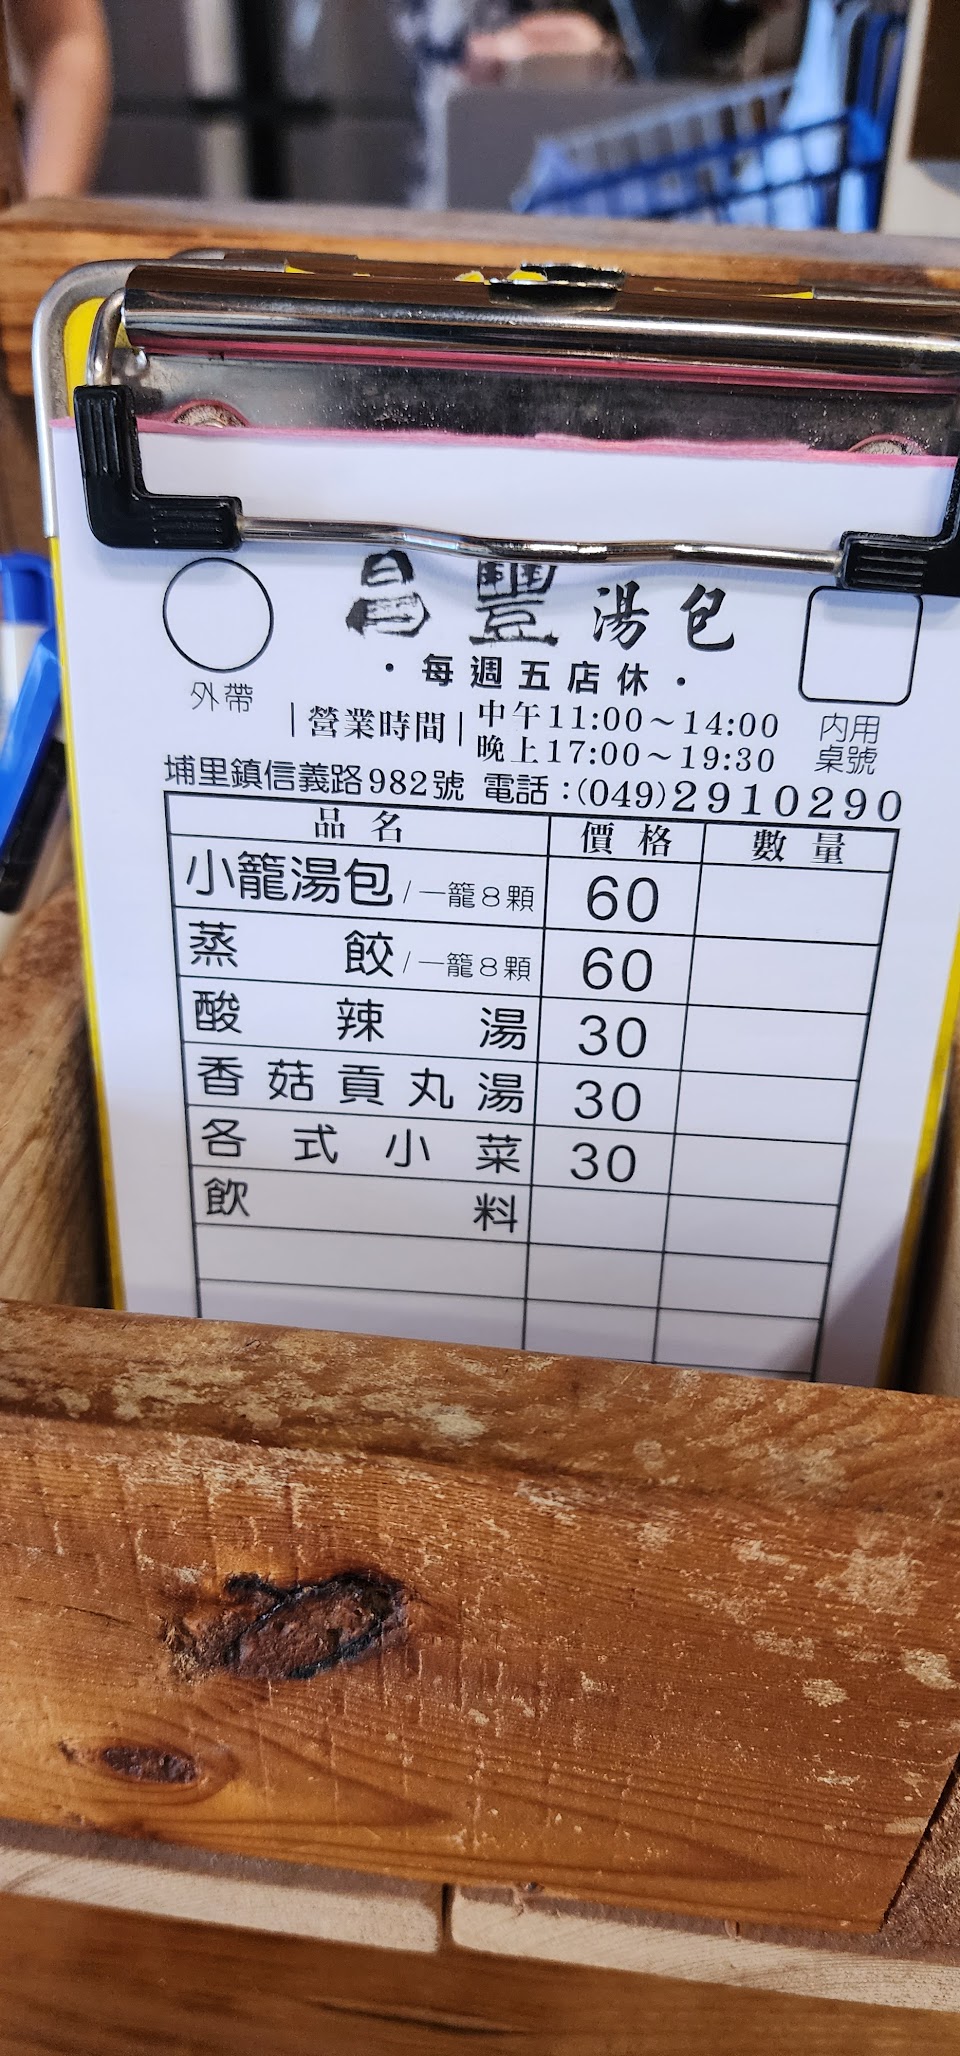 昌豐湯包
・每週五店休・
外帶
|營業時間|
中午11:00～14:00
晚上17:00～19:30
內用
桌號
埔里鎮信義路982號 電話：(049)2910290
品名 價格 數量
小籠湯包/一籠8顆 60
蒸餃/一籠8顆 60
酸辣湯 30
香菇貢丸湯 30
各式小菜 30
飲料